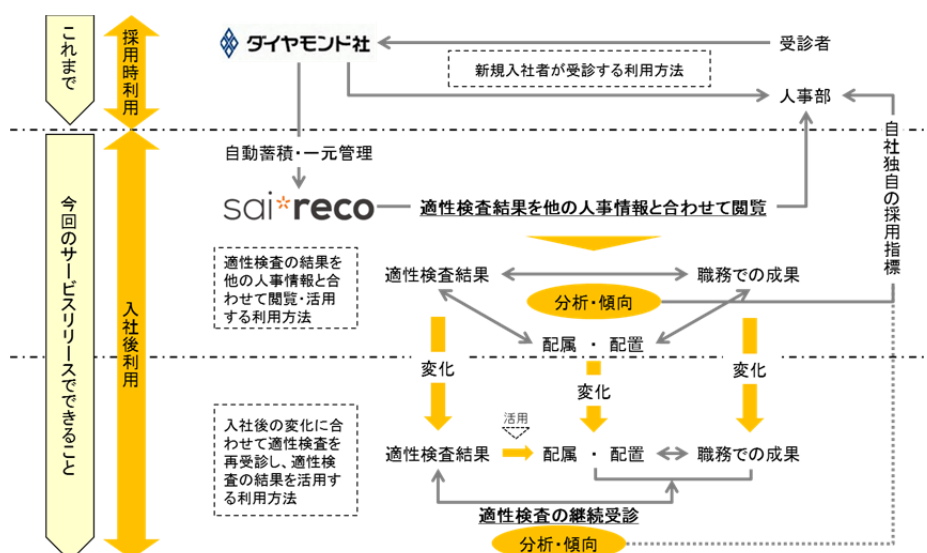 これまで
採用時利用
ダイヤモンド社
受診者
新規入社者が受診する利用方法
人事部
自動蓄積・一元管理
sai*reco
適性検査結果を他の人事情報と合わせて閲覧
自社独自の採用指標
今回のサービスリリースでできること
入社後利用
適性検査の結果を
他の人事情報と合
わせて閲覧・活用
する利用方法
適性検査結果
職務での成果
分析・傾向
配属 ・ 配置
変化
変化
変化
活用
入社後の変化に合
わせて適性検査を
再受診し、適性検
査の結果を活用す
る利用方法
適性検査結果
配属 ・ 配置
職務での成果
適性検査の継続受診
分析・傾向